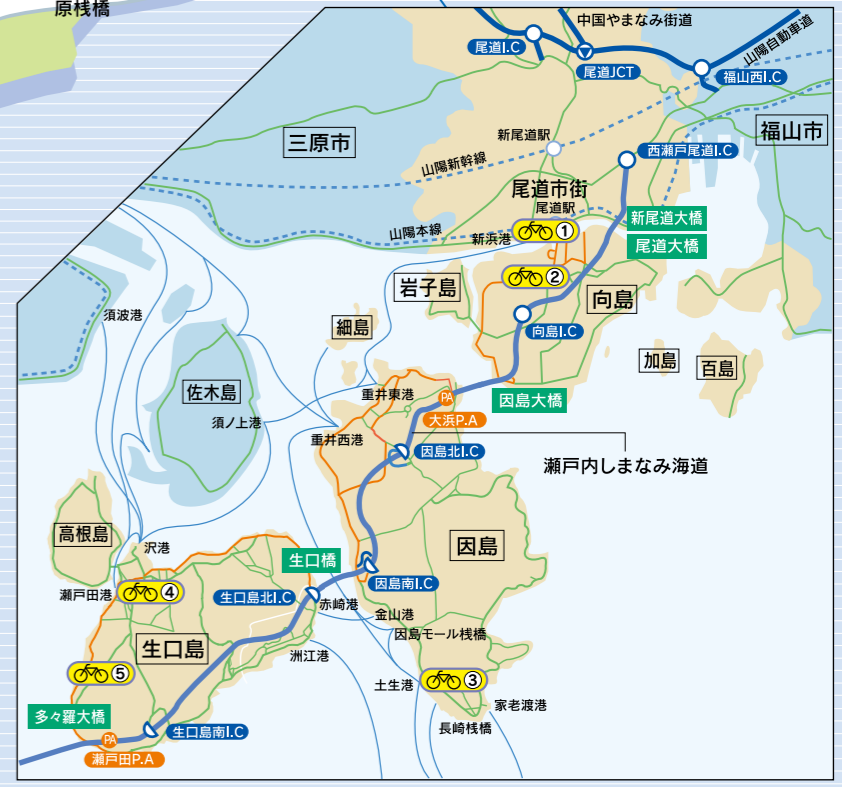 原桟橋
中国やまなみ街道
山陽自動車道
尾道I.C
尾道JCT
福山西I.C
三原市
新尾道駅
福山市
西瀬戸尾道I.C
山陽新幹線
尾道市街
尾道駅
新尾道大橋
山陽本線
新浜港
①
尾道大橋
②
岩子島
向島
須波港
細島
向島I.C
加島
百島
佐木島
重井東港
PA
因島大橋
大浜P.A
須ノ上港
重井西港
因島北I.C
瀬戸内しまなみ海道
高根島
沢港
因島
生口橋
因島南I.C
瀬戸田港
④
生口島北I.C
赤崎港
金山港
因島モール桟橋
生口島
洲江港
⑤
土生港
③
家老渡港
多々羅大橋
長崎桟橋
PA
生口島南I.C
瀬戸田P.A